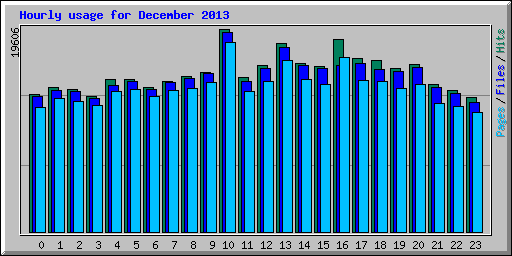 Hourly usage for December 2013
19606
Pages / Files / Hits
0 1 2 3 4 5 6 7 8 9 10 11 12 13 14 15 16 17 18 19 20 21 22 23